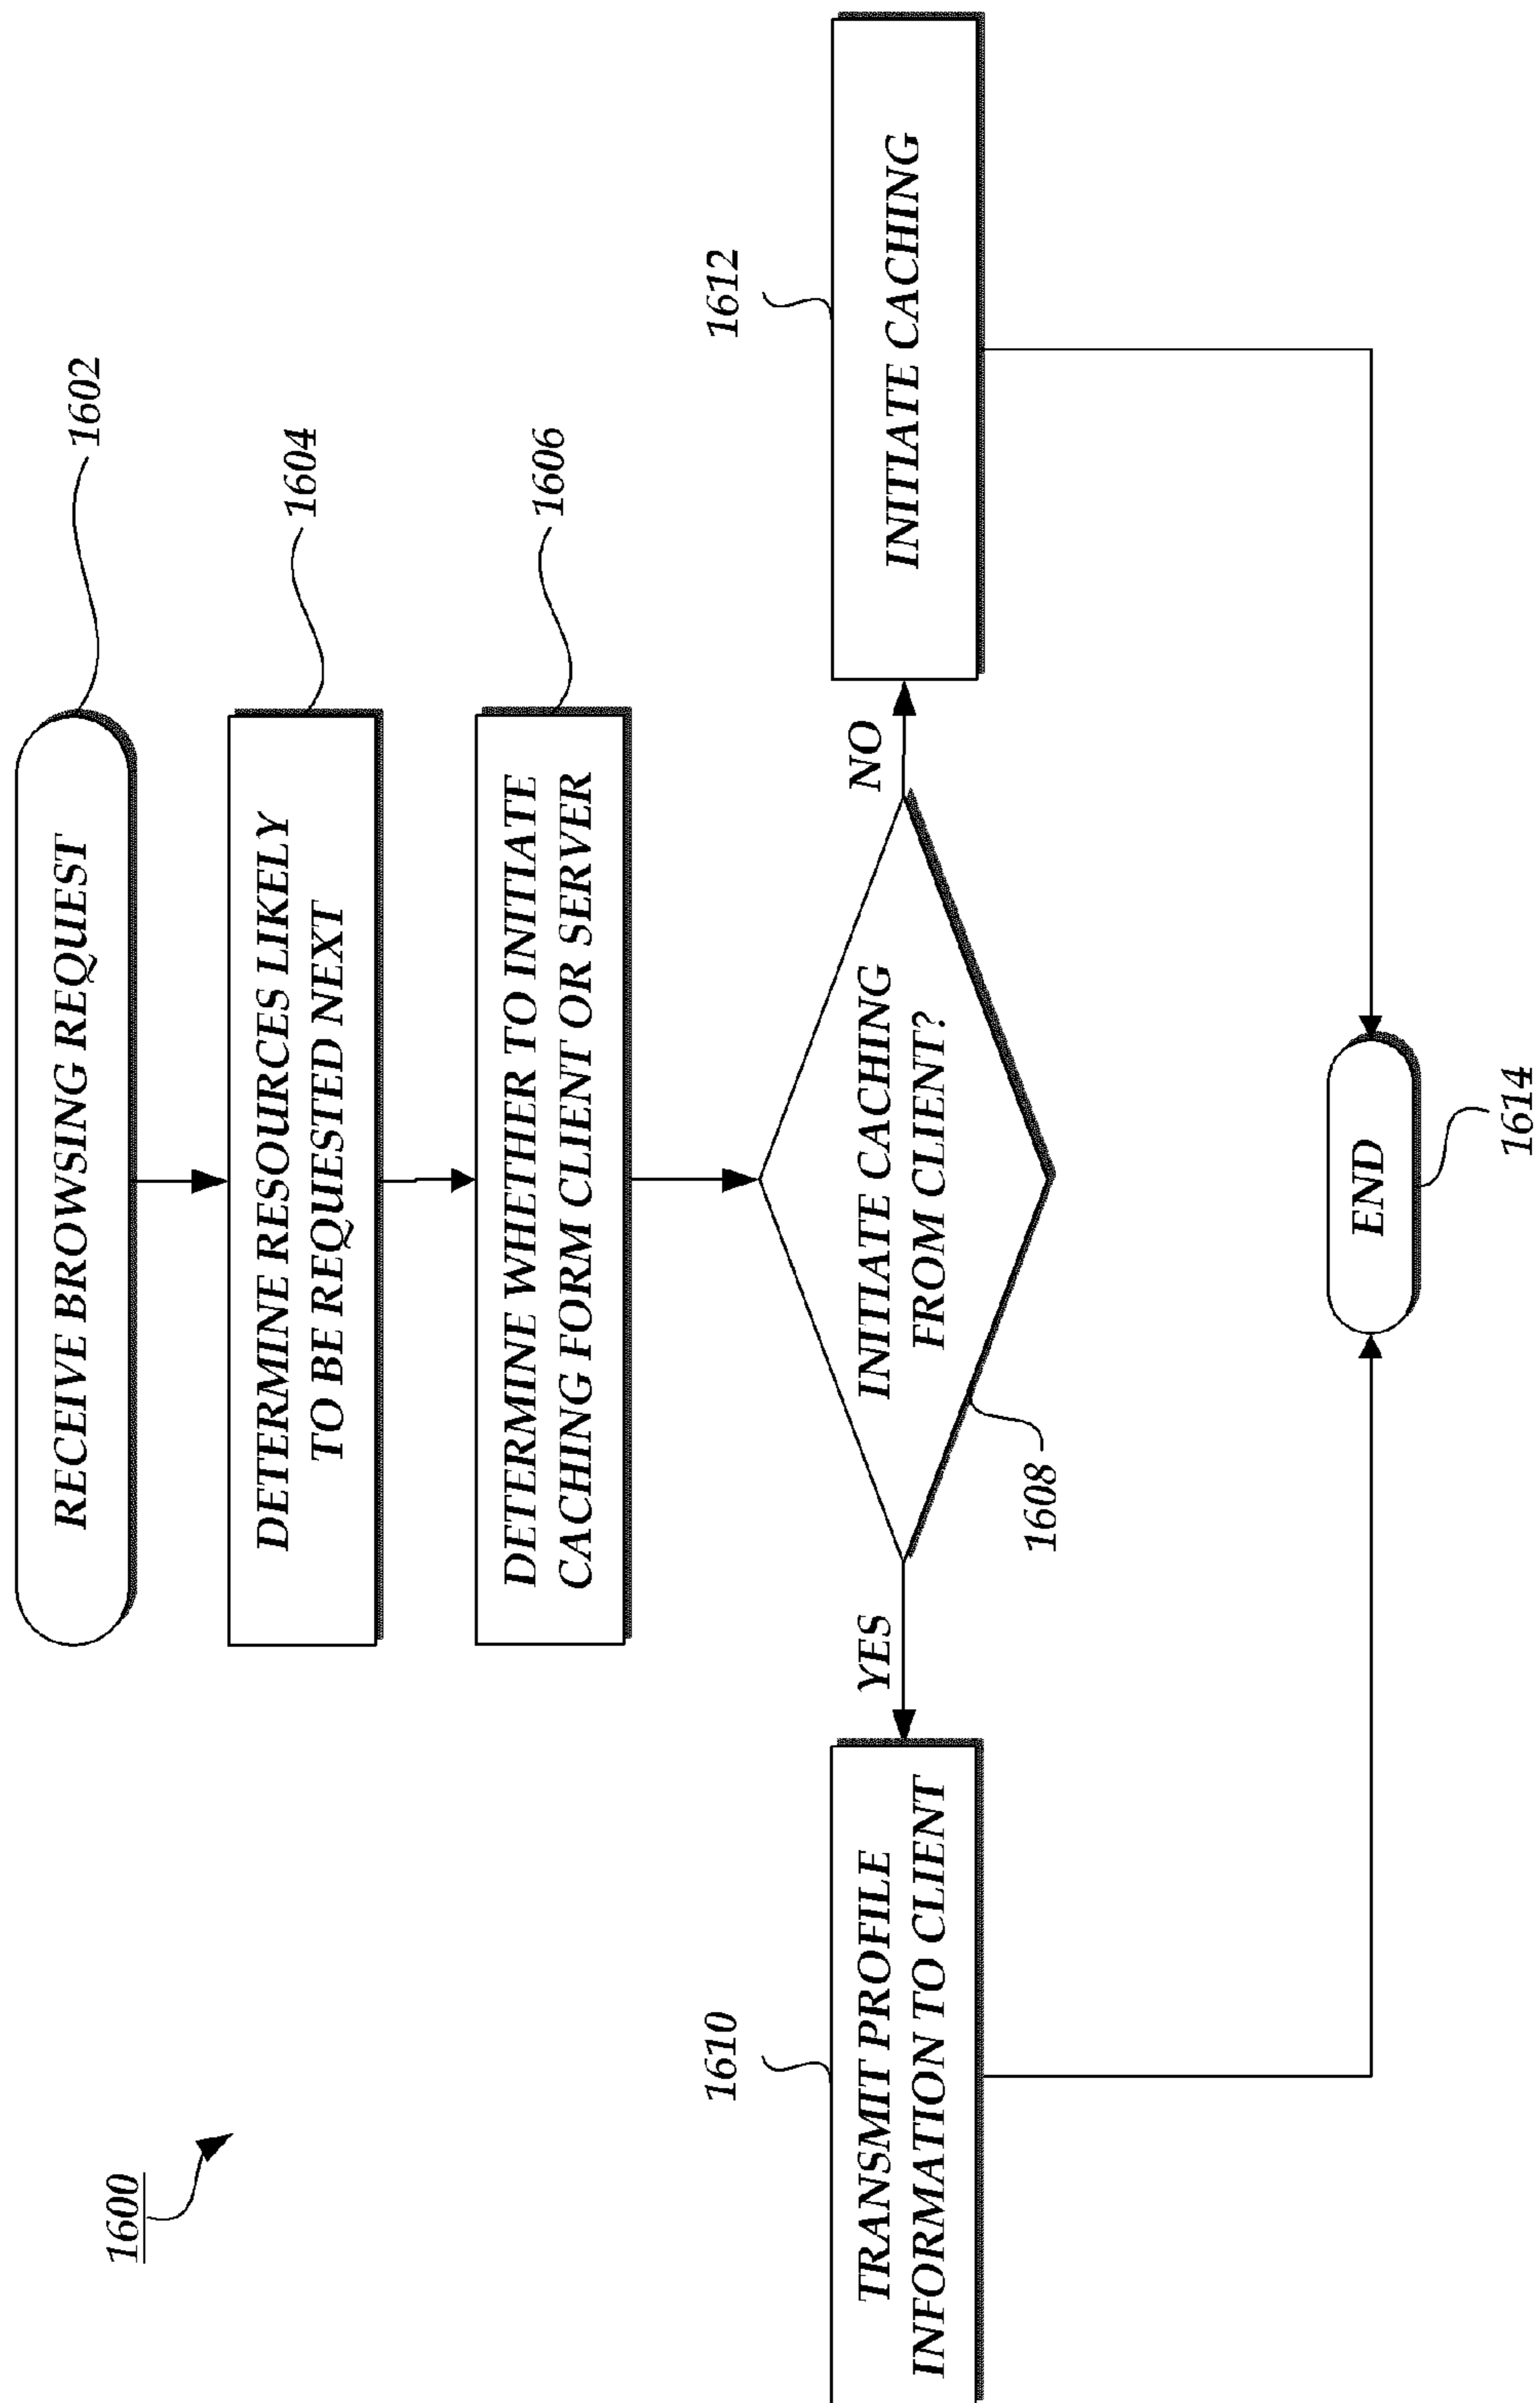 1600
RECEIVE BROWSING REQUEST
1602
DETERMINE RESOURCES LIKELY
TO BE REQUESTED NEXT
1604
DETERMINE WHETHER TO INITIATE
CACHING FORM CLIENT OR SERVER
1606
INITIATE CACHING
FROM CLIENT?
1608
YES
NO
1610
TRANSMIT PROFILE
INFORMATION TO CLIENT
1612
INITIATE CACHING
END
1614